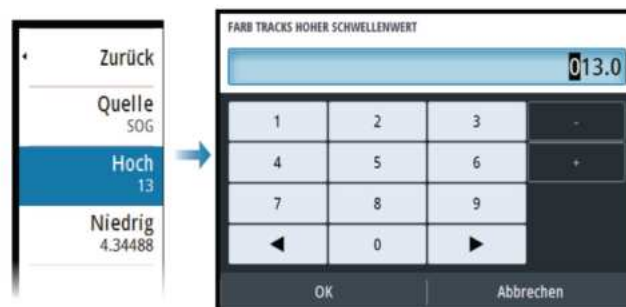 Zurück
Quelle
SOG
Hoch
13
Niedrig
4.34488
FARB TRACKS HOHER SCHWELLENWERT
013.0
1 2 3 -
4 5 6 +
7 8 9
◀ 0 ▶
OK Abbrechen